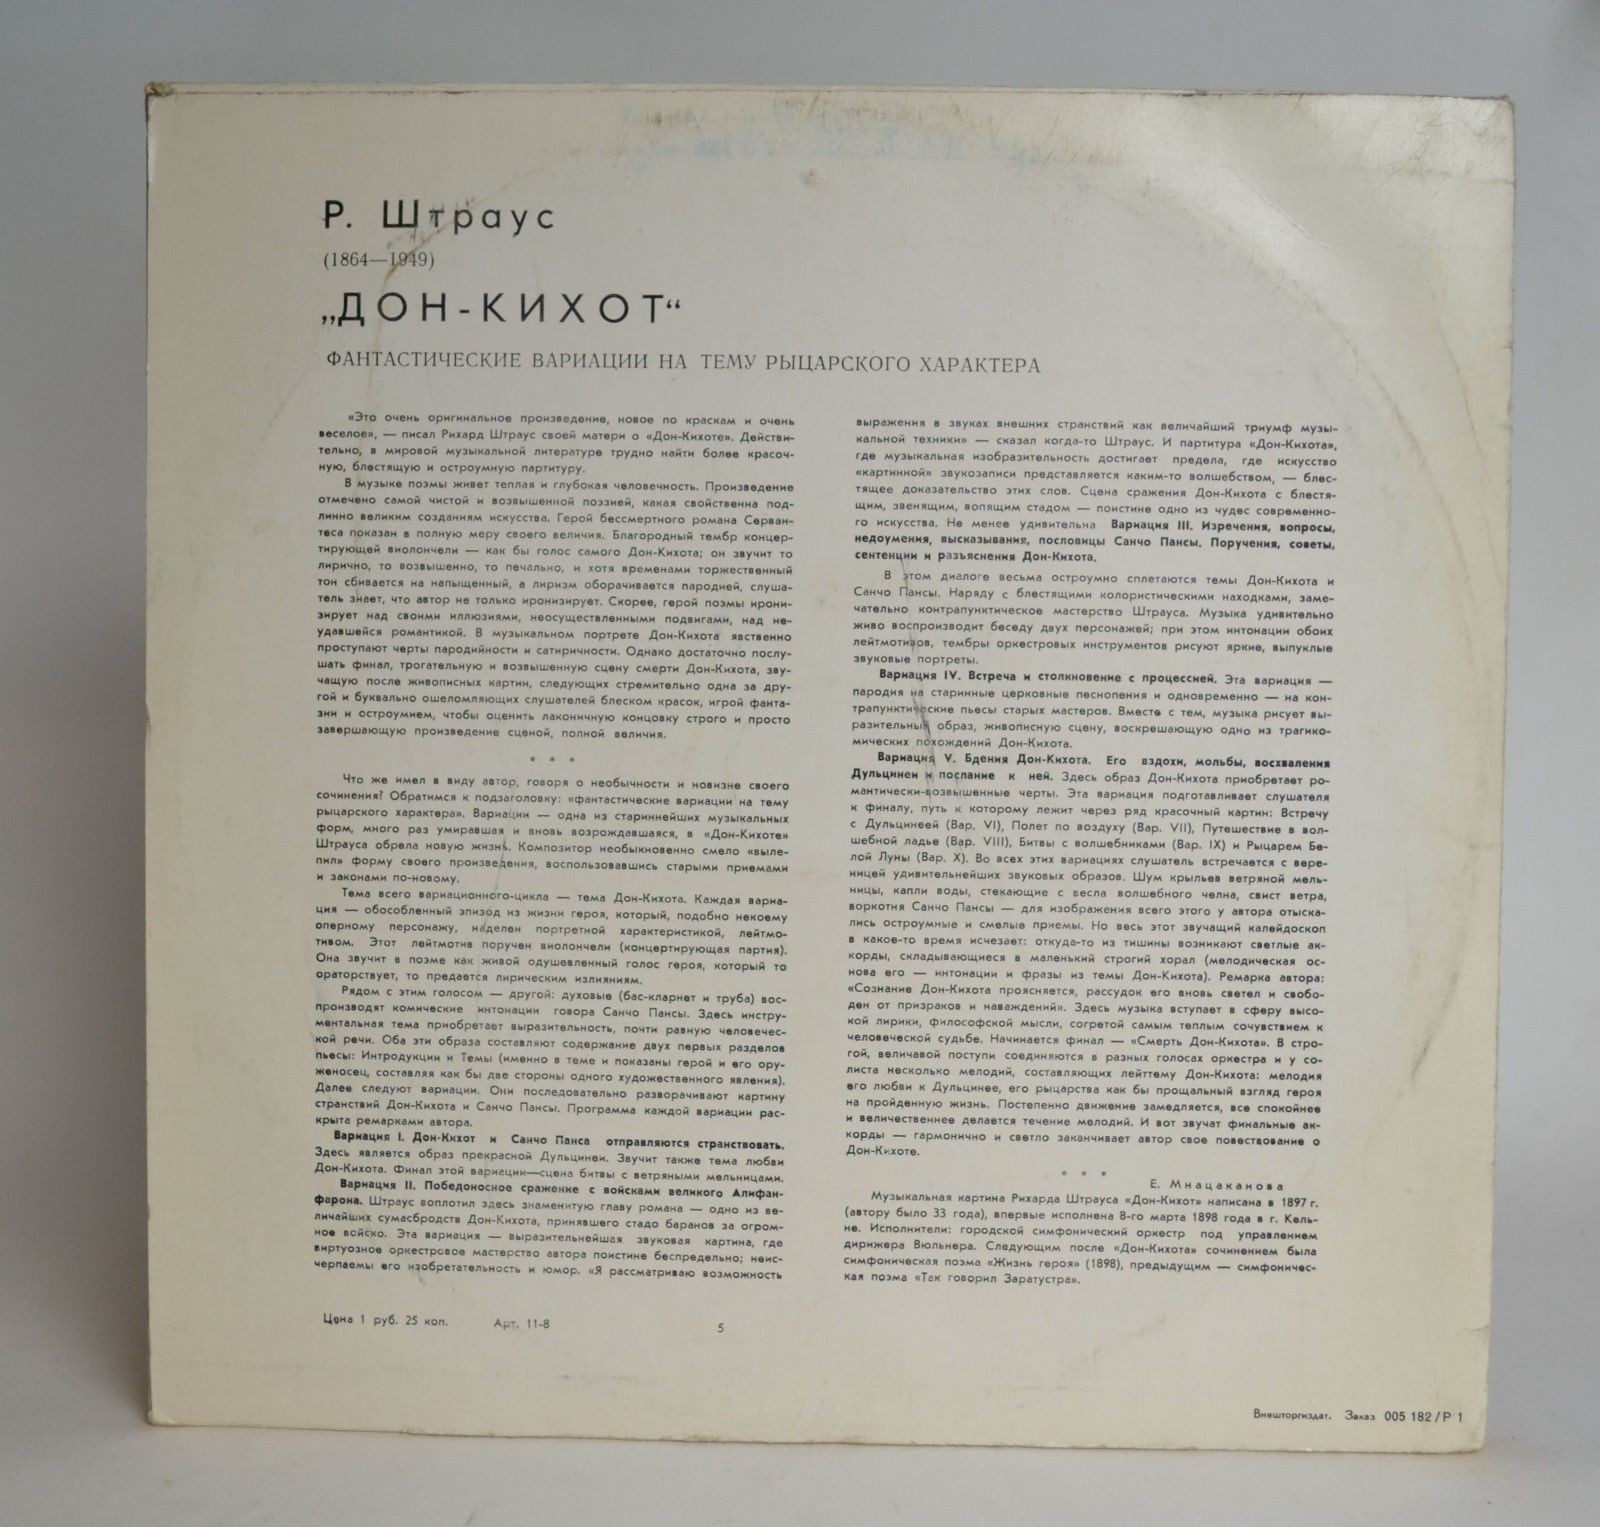 Р. Штраус
(1864—1949)
„ДОН-КИХОТ“
ФАНТАСТИЧЕСКИЕ ВАРИАЦИИ НА ТЕМУ РЫЦАРСКОГО ХАРАКТЕРА
«Это очень оригинальное произведение, новое по краскам и очень
веселое», — писал Рихард Штраус своей матери о «Дон-Кихоте». Действи-
тельно, в мировой музыкальной литературе трудно найти более красоч-
ную, блестящую и остроумную партитуру.
В музыке поэмы живет теплая и глубокая человечность. Произведение
отмечено самой чистой и возвышенной поэзией, какая свойственна под-
линно великим созданиям искусства. Герой бессмертного романа Серван-
теса показан в полную меру своего величия. Благородный тембр концер-
тирующей виолончели — как бы голос самого Дон-Кихота; он звучит то
лирично, то возвышенно, то печально, и хотя временами торжественный
тон сбивается на напыщенный, а лиризм оборачивается пародией, слуша-
тель знает, что автор не только иронизирует. Скорее, герой поэмы ирони-
зирует над своими иллюзиями, неосуществленными подвигами, над не-
удавшейся романтикой. В музыкальном портрете Дон-Кихота явственно
проступают черты пародийности и сатиричности. Однако достаточно послу-
шать финал, трогательную и возвышенную сцену смерти Дон-Кихота, зву-
чащую после живописных картин, следующих стремительно одна за дру-
гой и буквально ошеломляющих слушателей блеском красок, игрой фанта-
зии и остроумием, чтобы оценить лаконичную концовку строго и просто
завершающую произведение сценой, полной величия.
* * *
Что же имел в виду автор, говоря о необычности и новизне своего
сочинения? Обратимся к подзаголовку: «фантастические вариации на тему
рыцарского характера». Вариации — одна из стариннейших музыкальных
форм, много раз умиравшая и вновь возрождавшаяся, в «Дон-Кихоте»
Штрауса обрела новую жизнь. Композитор необыкновенно смело «выле-
пил» форму своего произведения, воспользовавшись старыми приемами
и законами по-новому.
Тема всего вариационного-цикла — тема Дон-Кихота. Каждая вариа-
ция — обособленный эпизод из жизни героя, который, подобно некоему
оперному персонажу, наделен портретной характеристикой, лейтмо-
тивом. Этот лейтмотив поручен виолончели (концертирующая партия).
Она звучит в поэме как живой одушевленный голос героя, который то
ораторствует, то предается лирическим излияниям.
Рядом с этим голосом — другой: духовые (бас-кларнет и труба) вос-
производят комические интонации говора Санчо Пансы. Здесь инстру-
ментальная тема приобретает выразительность, почти равную человечес-
кой речи. Оба эти образа составляют содержание двух первых разделов
пьесы: Интродукции и Темы (именно в теме и показаны герой и его ору-
женосец, составляя как бы две стороны одного художественного явления).
Далее следуют вариации. Они последовательно разворачивают картину
странствий Дон-Кихота и Санчо Пансы. Программа каждой вариации рас-
крыта ремарками автора.
Вариация I. Дон-Кихот и Санчо Панса отправляются странствовать.
Здесь является образ прекрасной Дульцинеи. Звучит также тема любви
Дон-Кихота. Финал этой вариации—сцена битвы с ветряными мельницами.
Вариация II. Победоносное сражение с войсками великого Алифан-
фарона. Штраус воплотил здесь знаменитую главу романа — одно из ве-
личайших сумасбродств Дон-Кихота, принявшего стадо баранов за огром-
ное войско. Эта вариация — выразительнейшая звуковая картина, где
виртуозное оркестровое мастерство автора поистине беспредельно; неис-
черпаемы его изобретательность и юмор. «Я рассматриваю возможность
выражения в звуках внешних странствий как величайший триумф музы-
кальной техники» — сказал когда-то Штраус. И партитура «Дон-Кихота»,
где музыкальная изобразительность достигает предела, где искусство
«картинной» звукозаписи представляется каким-то волшебством, — блес-
тящее доказательство этих слов. Сцена сражения Дон-Кихота с блестя-
щим, звенящим, вопящим стадом — поистине одно из чудес современно-
го искусства. Не менее удивительна Вариация III. Изречения, вопросы,
недоумения, высказывания, пословицы Санчо Пансы. Поручения, советы,
сентенции и разъяснения Дон-Кихота.
В этом диалоге весьма остроумно сплетаются темы Дон-Кихота и
Санчо Пансы. Наряду с блестящими колористическими находками, заме-
чательно контрапунктическое мастерство Штрауса. Музыка удивительно
живо воспроизводит беседу двух персонажей; при этом интонации обоих
лейтмотивов, тембры оркестровых инструментов рисуют яркие, выпуклые
звуковые портреты.
Вариация IV. Встреча и столкновение с процессией. Эта вариация —
пародия на старинные церковные песнопения и одновременно — на кон-
трапунктические пьесы старых мастеров. Вместе с тем, музыка рисует вы-
разительный образ, живописную сцену, воскрешающую одно из трагико-
мических похождений Дон-Кихота.
Вариация V. Бдения Дон-Кихота. Его вздохи, мольбы, восхваления
Дульцинеи и послание к ней. Здесь образ Дон-Кихота приобретает ро-
мантически-возвышенные черты. Эта вариация подготавливает слушателя
к финалу, путь к которому лежит через ряд красочный картин: Встречу
с Дульцинеей (Вар. VI), Полет по воздуху (Вар. VII), Путешествие в вол-
шебной ладье (Вар. VIII), Битвы с волшебниками (Вар. IX) и Рыцарем Бе-
лой Луны (Вар. X). Во всех этих вариациях слушатель встречается с вере-
ницей удивительнейших звуковых образов. Шум крыльев ветряной мель-
ницы, капли воды, стекающие с весла волшебного челна, свист ветра,
воркотня Санчо Пансы — для изображения всего этого у автора отыска-
лись остроумные и смелые приемы. Но весь этот звучащий калейдоскоп
в какое-то время исчезает: откуда-то из тишины возникают светлые ак-
корды, складывающиеся в маленький строгий хорал (мелодическая ос-
нова его — интонации и фразы из темы Дон-Кихота). Ремарка автора:
«Сознание Дон-Кихота проясняется, рассудок его вновь светел и свобо-
ден от призраков и наваждений». Здесь музыка вступает в сферу высо-
кой лирики, философской мысли, согретой самым теплым сочувствием к
человеческой судьбе. Начинается финал — «Смерть Дон-Кихота». В стро-
гой, величавой поступи соединяются в разных голосах оркестра и у со-
листа несколько мелодий, составляющих лейттему Дон-Кихота: мелодия
его любви к Дульцинее, его рыцарства как бы прощальный взгляд героя
на пройденную жизнь. Постепенно движение замедляется, все спокойнее
и величественнее делается течение мелодий. И вот звучат финальные ак-
корды — гармонично и светло заканчивает автор свое повествование о
Дон-Кихоте.
* * *
Е. Мнацаканова
Музыкальная картина Рихарда Штрауса «Дон-Кихот» написана в 1897 г.
(автору было 33 года), впервые исполнена 8-го марта 1898 года в г. Кель-
не. Исполнители: городской симфонический оркестр под управлением
дирижера Вюльнера. Следующим после «Дон-Кихота» сочинением была
симфоническая поэма «Жизнь героя» (1898), предыдущим — симфоничес-
кая поэма «Так говорил Заратустра».
Цена 1 руб. 25 коп. Арт. 11-8 5
Внешторгиздат. Заказ 005 182/Р 1